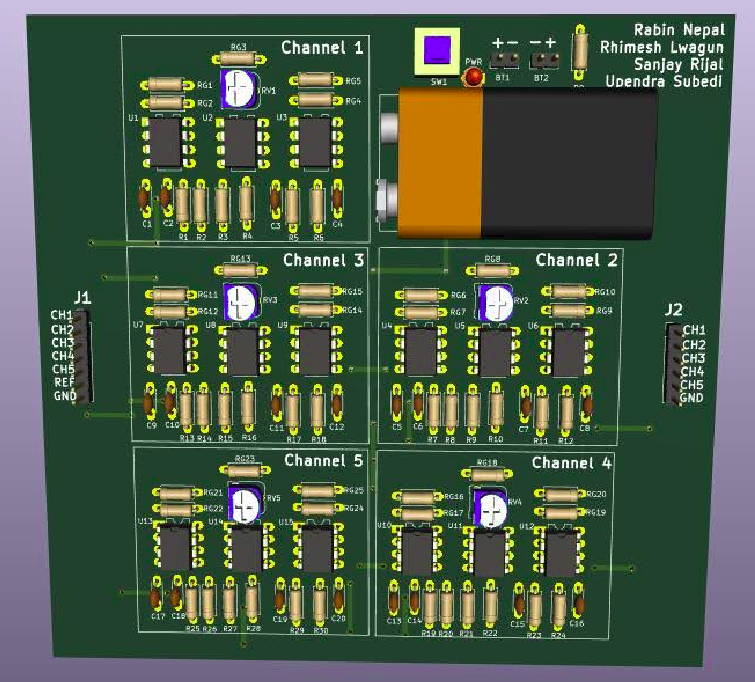 Rabin Nepal
Rhimesh Lwagun
Sanjay Rijal
Upendra Subedi
+- -+
PWR
SW1 BT1 BT2
Channel 1
RG3
RG1 RV1 RG5
RG2 RG4
U1 U2 U3
C1 C2 R1 R2 R3 R4 C3 R5 R6 C4
Channel 3
RG13
RG11 RV3 RG15
RG12 RG14
U7 U8 U9
C9 C10 R13 R14 R15 R16 C11 R17 R18 C12
Channel 2
RG8
RG6 RV2 RG10
RG7 RG9
U4 U5 U6
C5 C6 R7 R8 R9 R10 C7 R11 R12 C8
J1
CH1
CH2
CH3
CH4
CH5
REF
GND
J2
CH1
CH2
CH3
CH4
CH5
GND
Channel 5
RG23
RG21 RV5 RG25
RG22 RG24
U13 U14 U15
C17 C18 R25 R26 R27 R28 C19 R29 R30 C20
Channel 4
RG18
RG16 RV4 RG20
RG17 RG19
U10 U11 U12
C13 C14 R19 R20 R21 R22 C15 R23 R24 C16